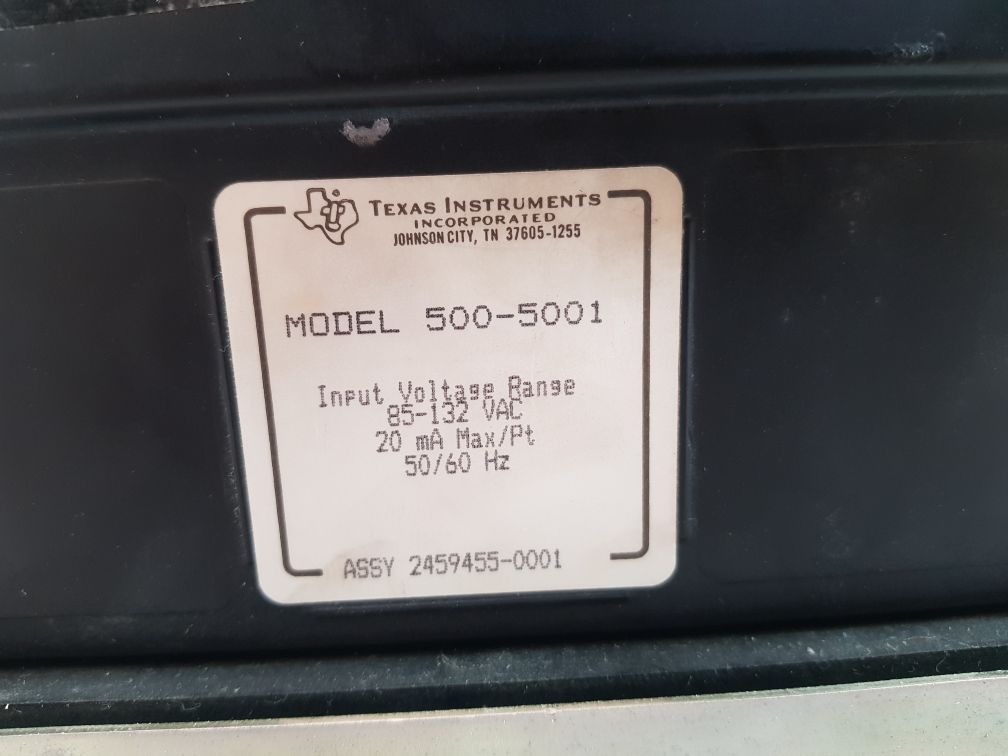 TEXAS INSTRUMENTS
INCORPORATED
JOHNSON CITY, TN 37605-1255
MODEL 500-5001
Input Voltage Range
85-132 VAC
20 mA Max/Pt
50/60 Hz
ASSY 2459455-0001